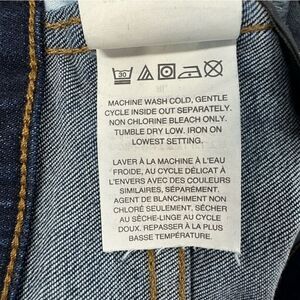 30
MACHINE WASH COLD, GENTLE
CYCLE INSIDE OUT SEPARATELY.
NON CHLORINE BLEACH ONLY.
TUMBLE DRY LOW. IRON ON
LOWEST SETTING.
LAVER À LA MACHINE À L'EAU
FROIDE, AU CYCLE DÉLICAT À
L'ENVERS AVEC DES COULEURS
SIMILAIRES, SÉPARÉMENT.
AGENT DE BLANCHIMENT NON
CHLORÉ SEULEMENT. SÉCHER
AU SÈCHE-LINGE AU CYCLE
DOUX. REPASSER À LA PLUS
BASSE TEMPÉRATURE.